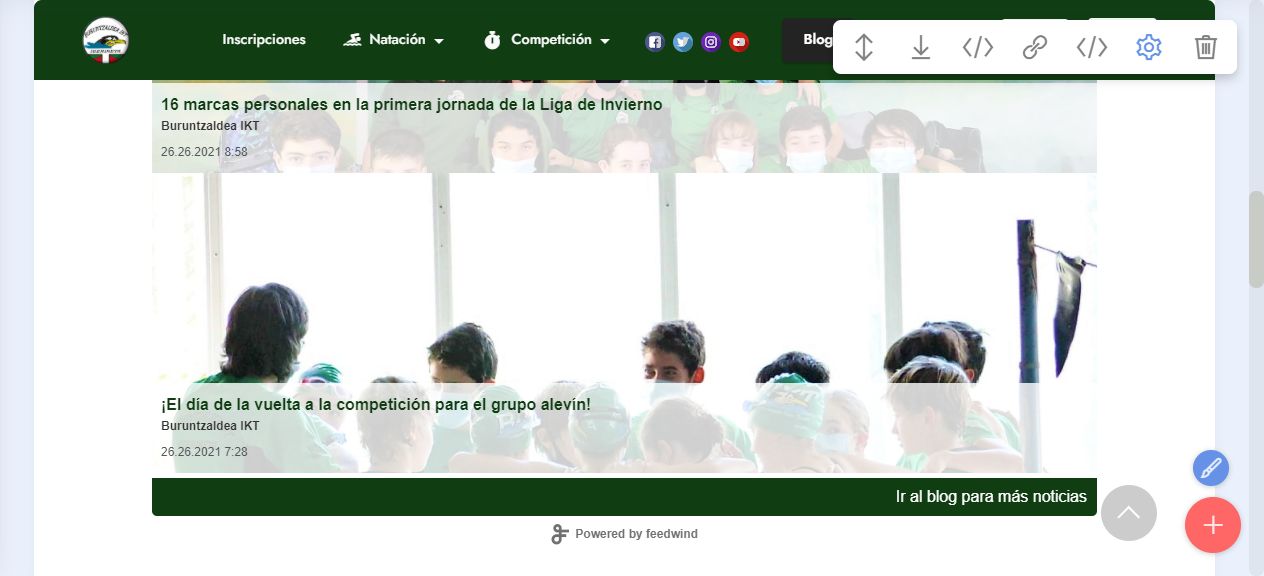 Inscripciones
Natación
Competición
Blog
16 marcas personales en la primera jornada de la Liga de Invierno
Buruntzaldea IKT
26.26.2021 8:58
¡El día de la vuelta a la competición para el grupo alevín!
Buruntzaldea IKT
26.26.2021 7:28
Ir al blog para más noticias
Powered by feedwind